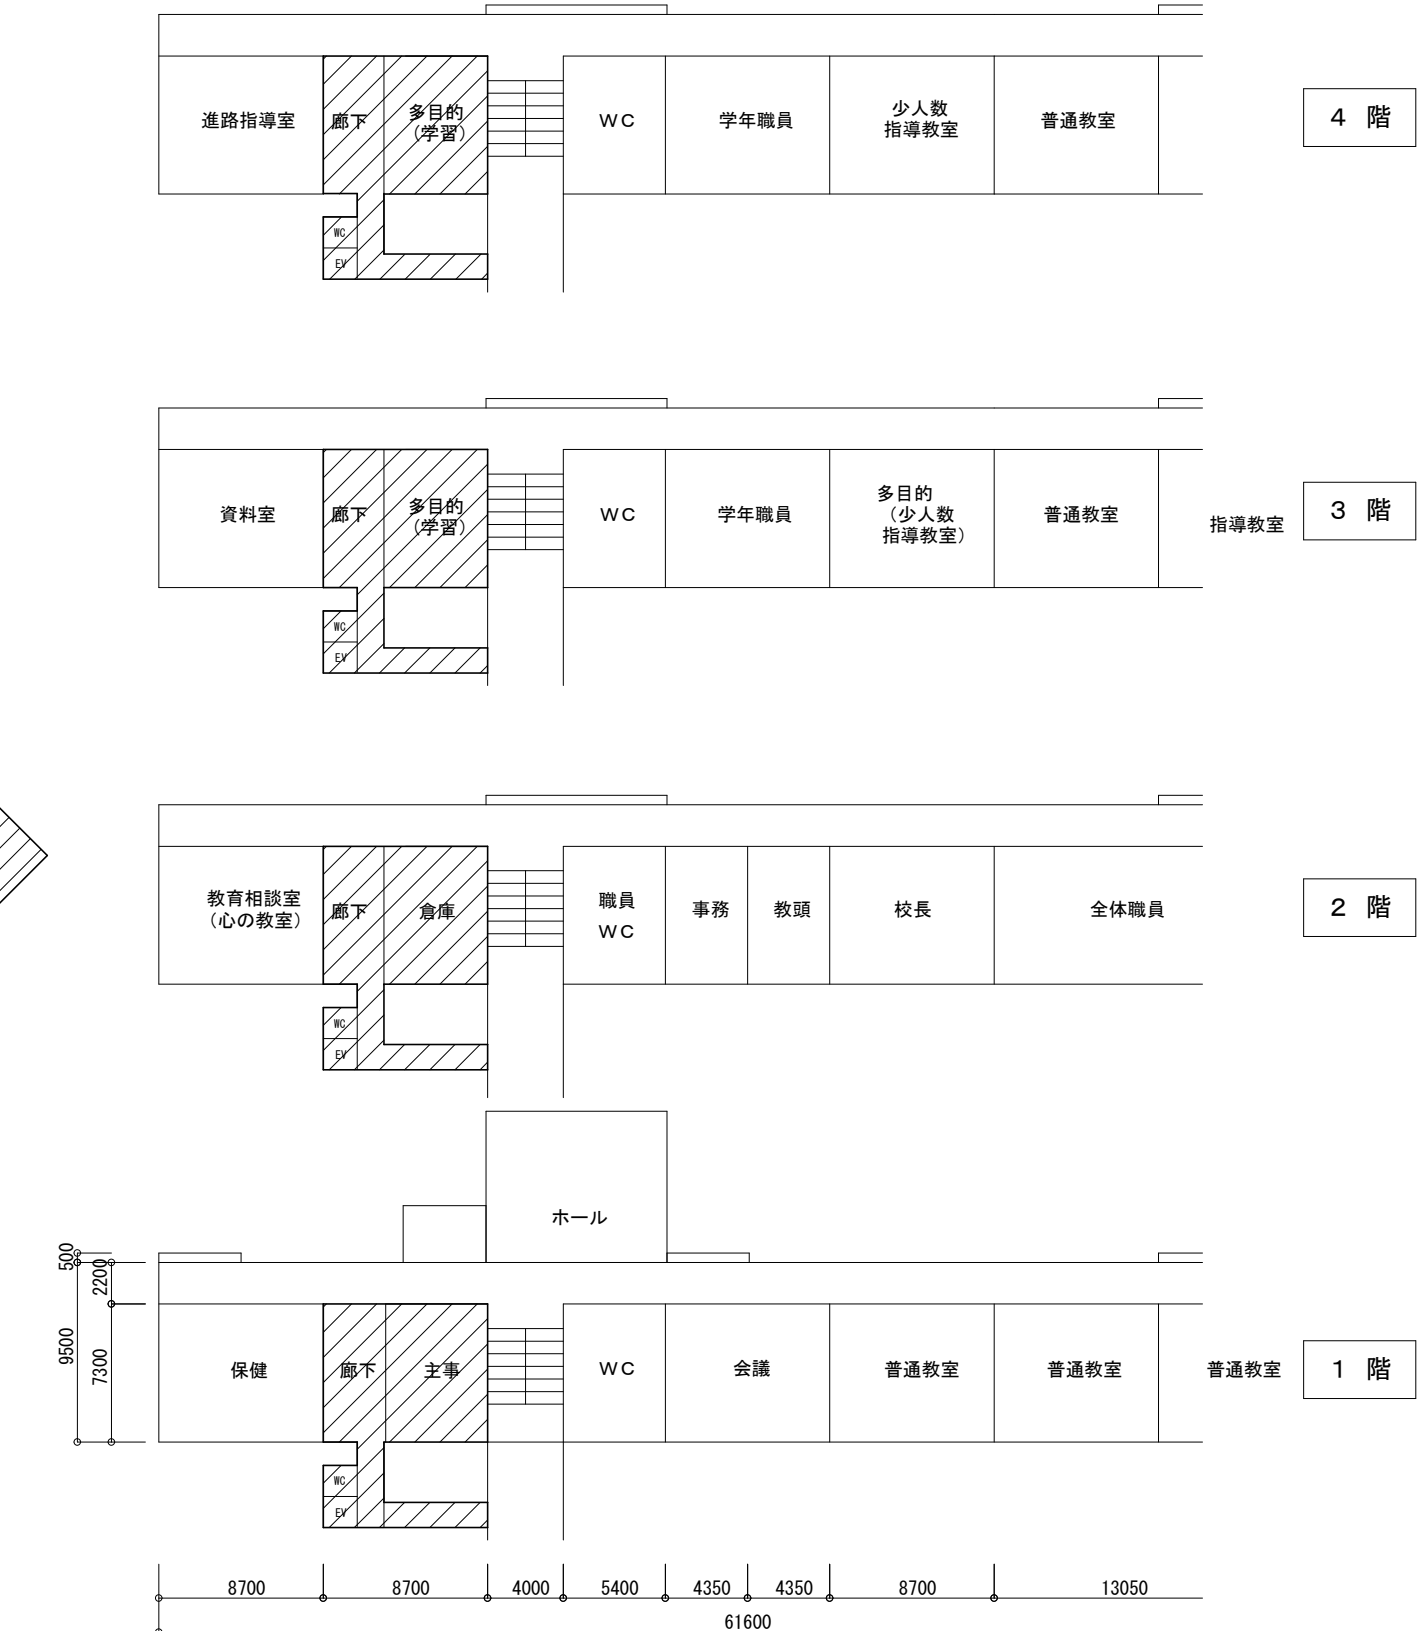 進路指導室
廊下
多目的
(学習)
WC
学年職員
少人数
指導教室
普通教室
4 階
WC
EV
資料室
廊下
多目的
(学習)
WC
学年職員
多目的
(少人数
指導教室)
普通教室
指導教室
3 階
WC
EV
教育相談室
(心の教室)
廊下
倉庫
職員
WC
事務
教頭
校長
全体職員
2 階
WC
EV
ホール
500
2200
9500
7300
保健
廊下
主事
WC
会議
普通教室
普通教室
普通教室
1 階
WC
EV
8700
8700
4000
5400
4350
4350
8700
13050
61600